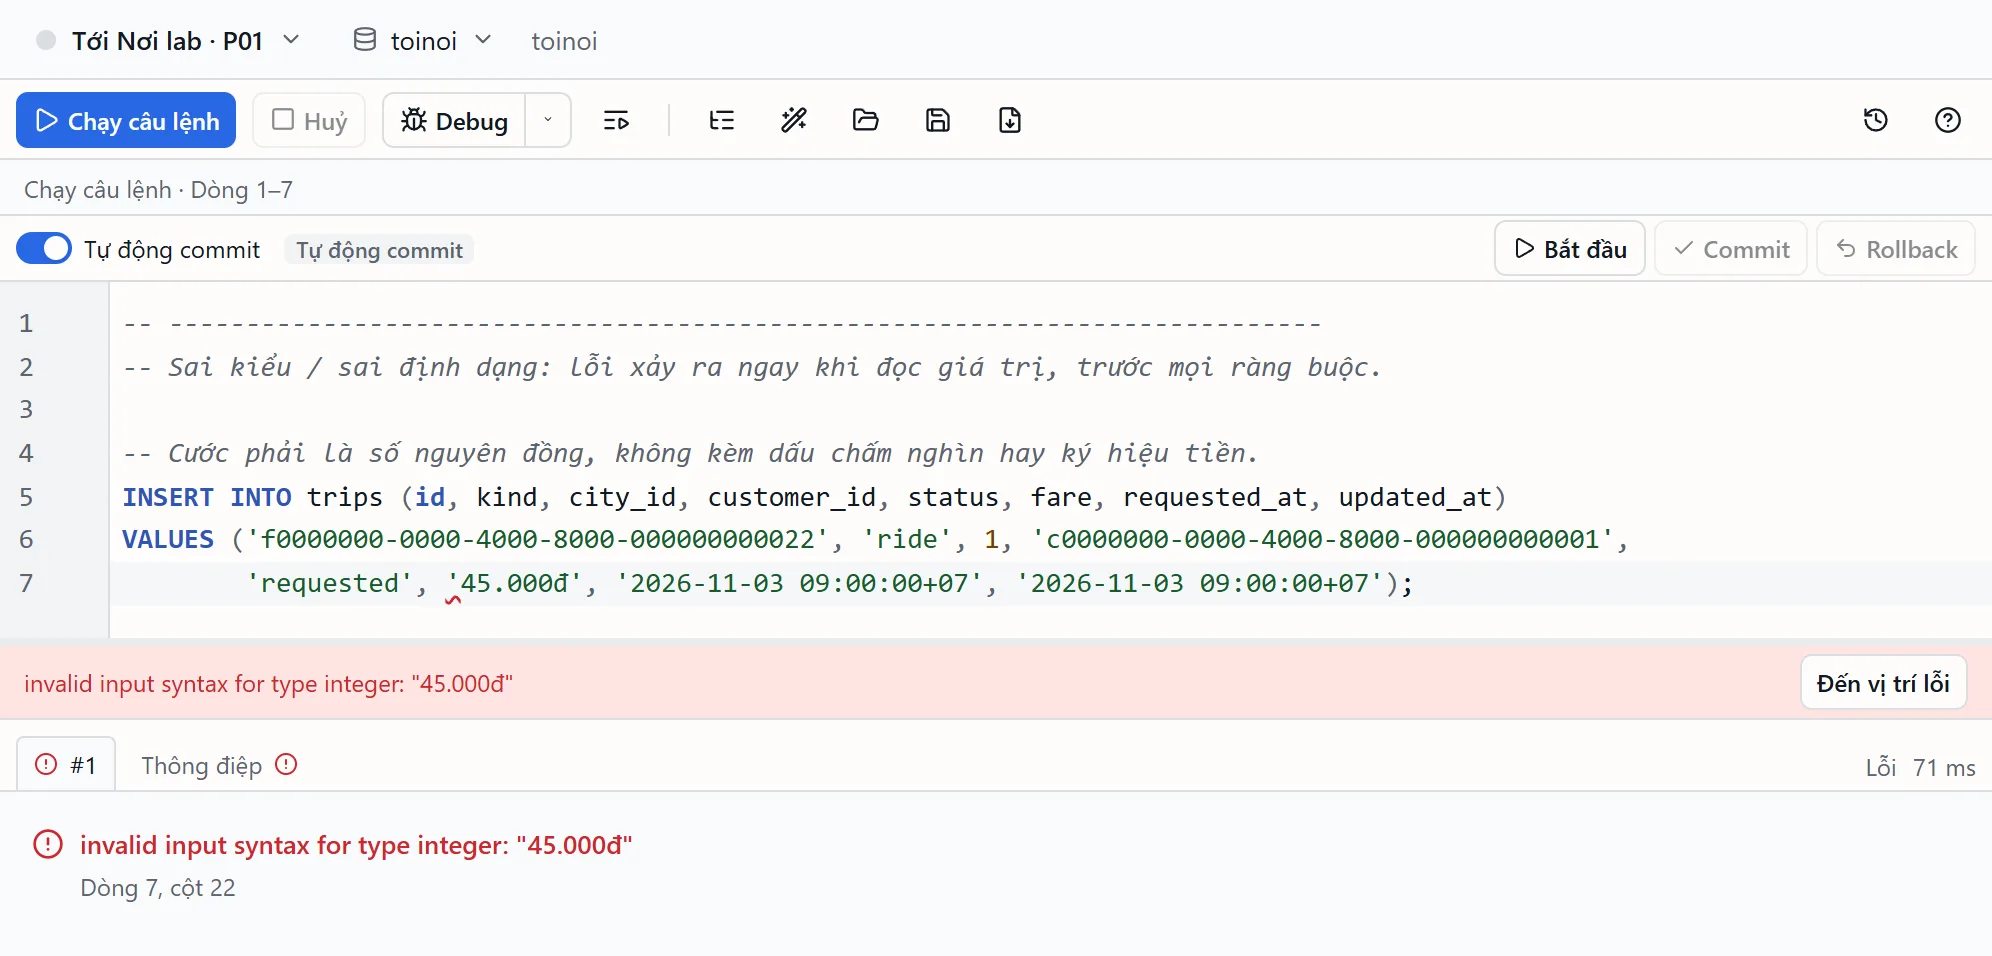 Tới Nơi lab · P01 toinoi toinoi
Chạy câu lệnh Huỷ Debug
Chạy câu lệnh · Dòng 1–7
Tự động commit Tự động commit Bắt đầu Commit Rollback
1 -- ---------------------------------------------------------------------------
2 -- Sai kiểu / sai định dạng: lỗi xảy ra ngay khi đọc giá trị, trước mọi ràng buộc.
3
4 -- Cước phải là số nguyên đồng, không kèm dấu chấm nghìn hay ký hiệu tiền.
5 INSERT INTO trips (id, kind, city_id, customer_id, status, fare, requested_at, updated_at)
6 VALUES ('f0000000-0000-4000-8000-000000000022', 'ride', 1, 'c0000000-0000-4000-8000-000000000001',
7 'requested', '45.000đ', '2026-11-03 09:00:00+07', '2026-11-03 09:00:00+07');
invalid input syntax for type integer: "45.000đ" Đến vị trí lỗi
#1 Thông điệp Lỗi 71 ms
invalid input syntax for type integer: "45.000đ"
Dòng 7, cột 22